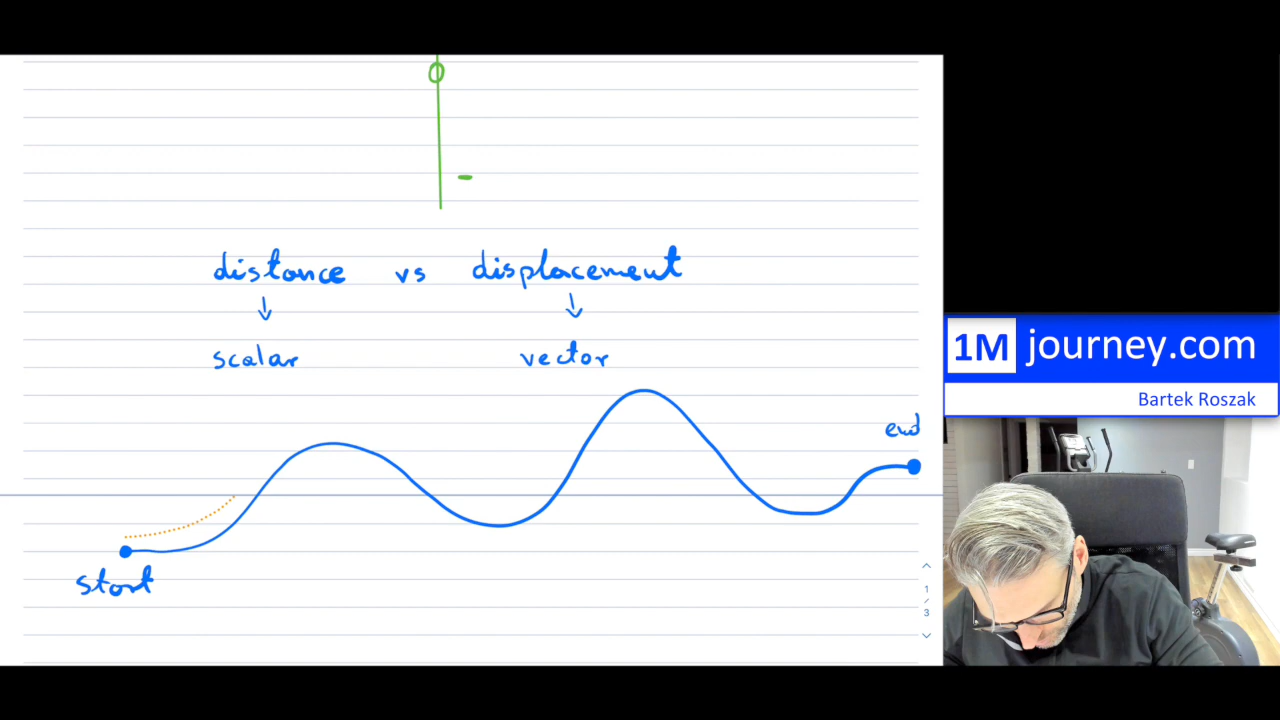 0
-
distance vs displacement
↓ ↓
scalar vector
end
start
1
/
3
1M journey.com
Bartek Roszak